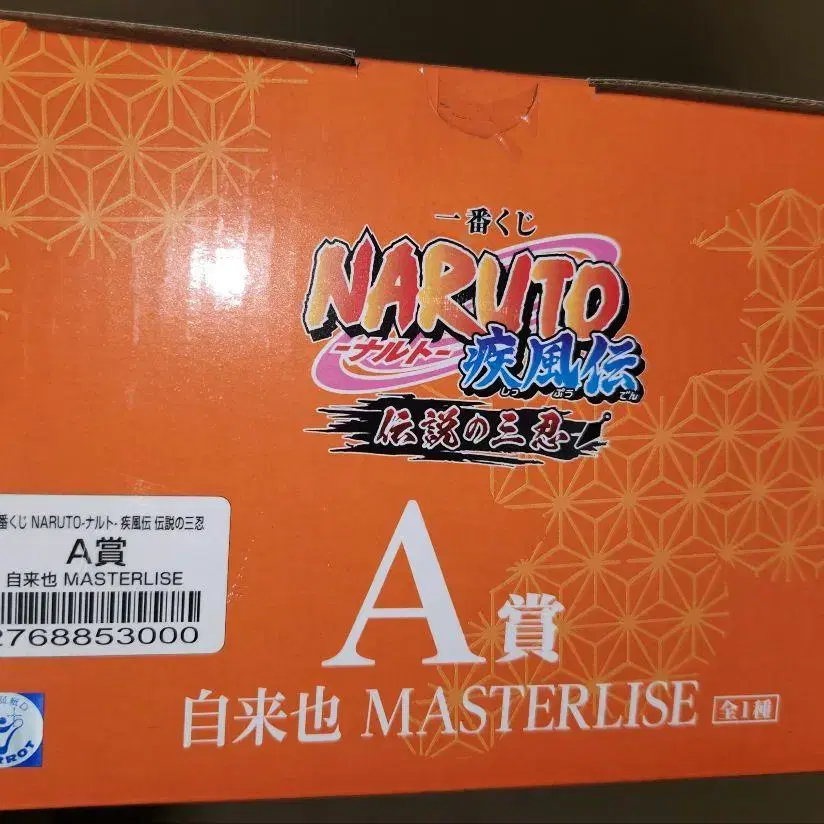 一番くじ
NARUTO
-ナルト-
疾風伝
しっぷうでん
伝説の三忍
A賞
自来也 MASTERLISE 全1種
番くじ NARUTO-ナルト- 疾風伝 伝説の三忍
A賞
自来也 MASTERLISE
2768853000